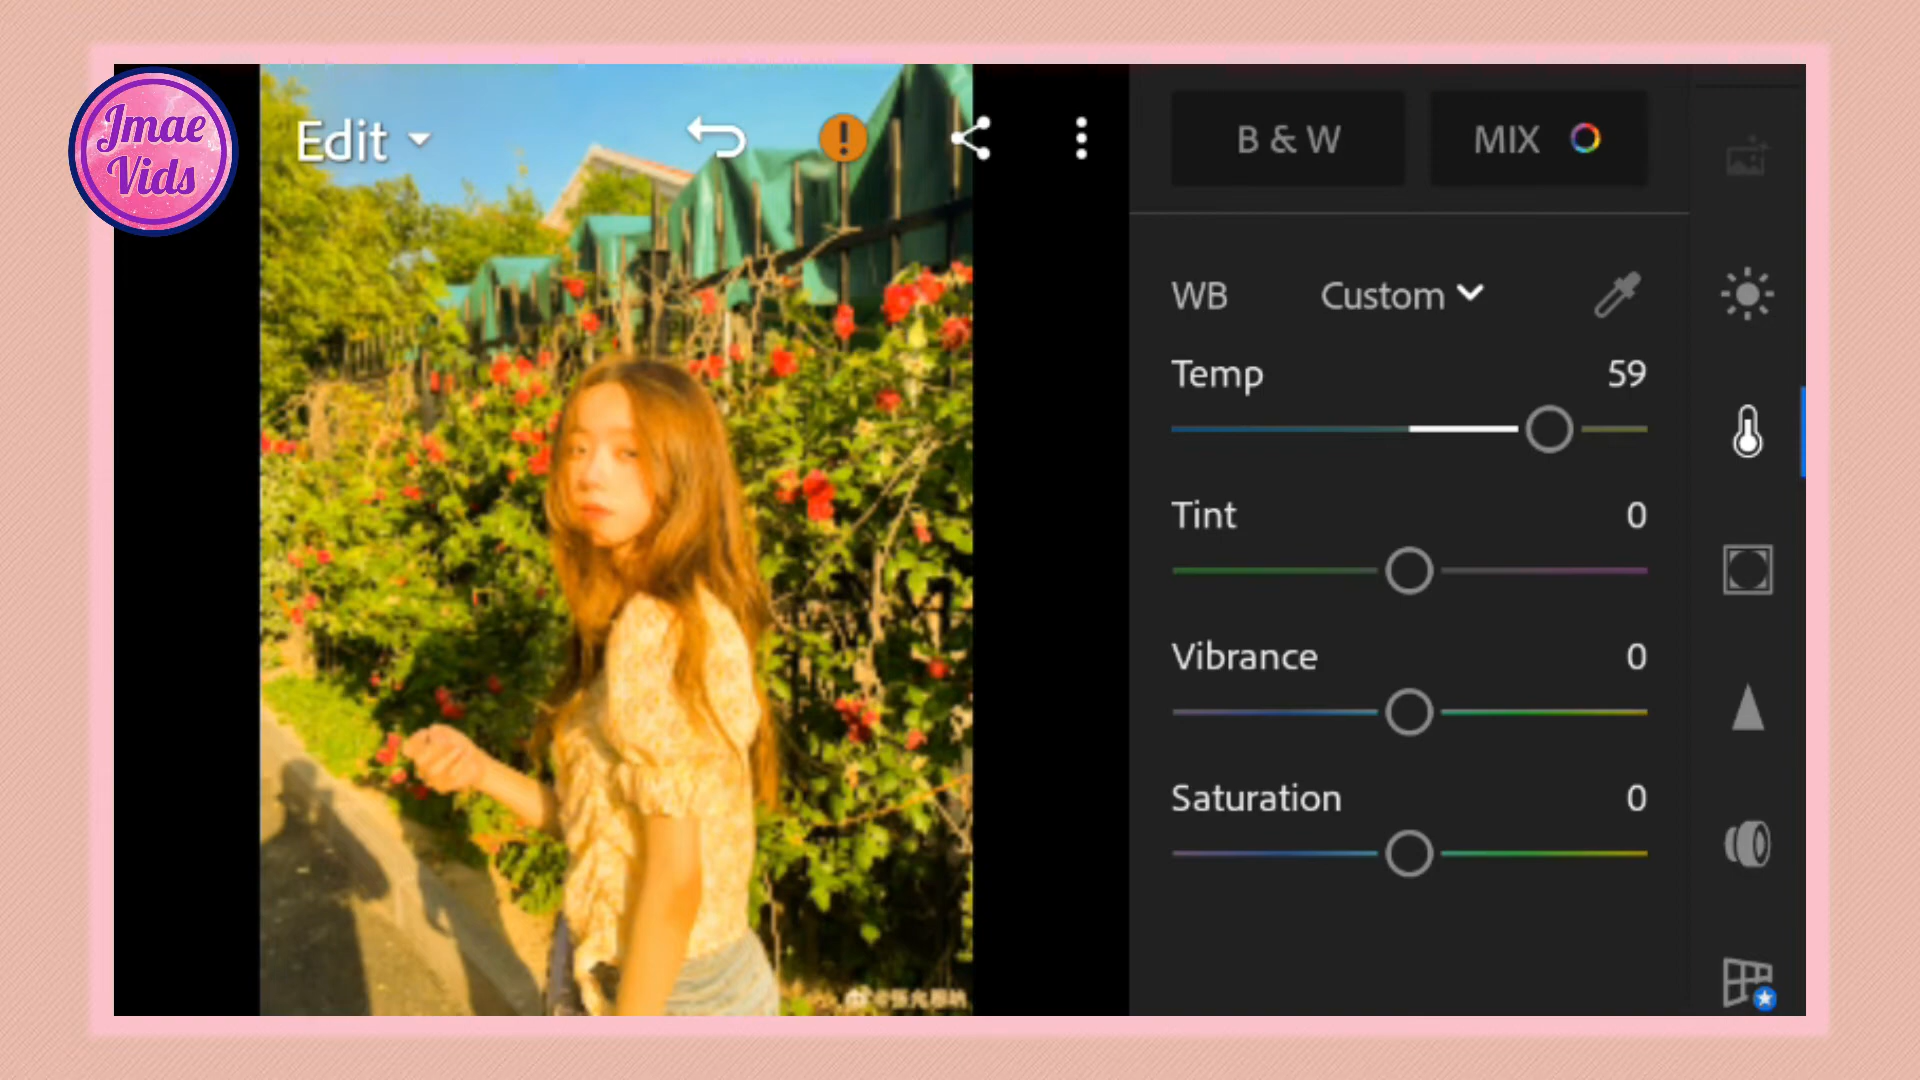 Jmae
Vids
Edit
B & W
MIX
WB
Custom
Temp
59
Tint
0
Vibrance
0
Saturation
0